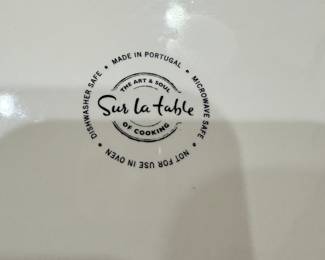 MADE IN PORTUGAL • MICROWAVE SAFE • NOT FOR USE IN OVEN • DISHWASHER SAFE •
THE ART & SOUL
Sur la table
OF COOKING